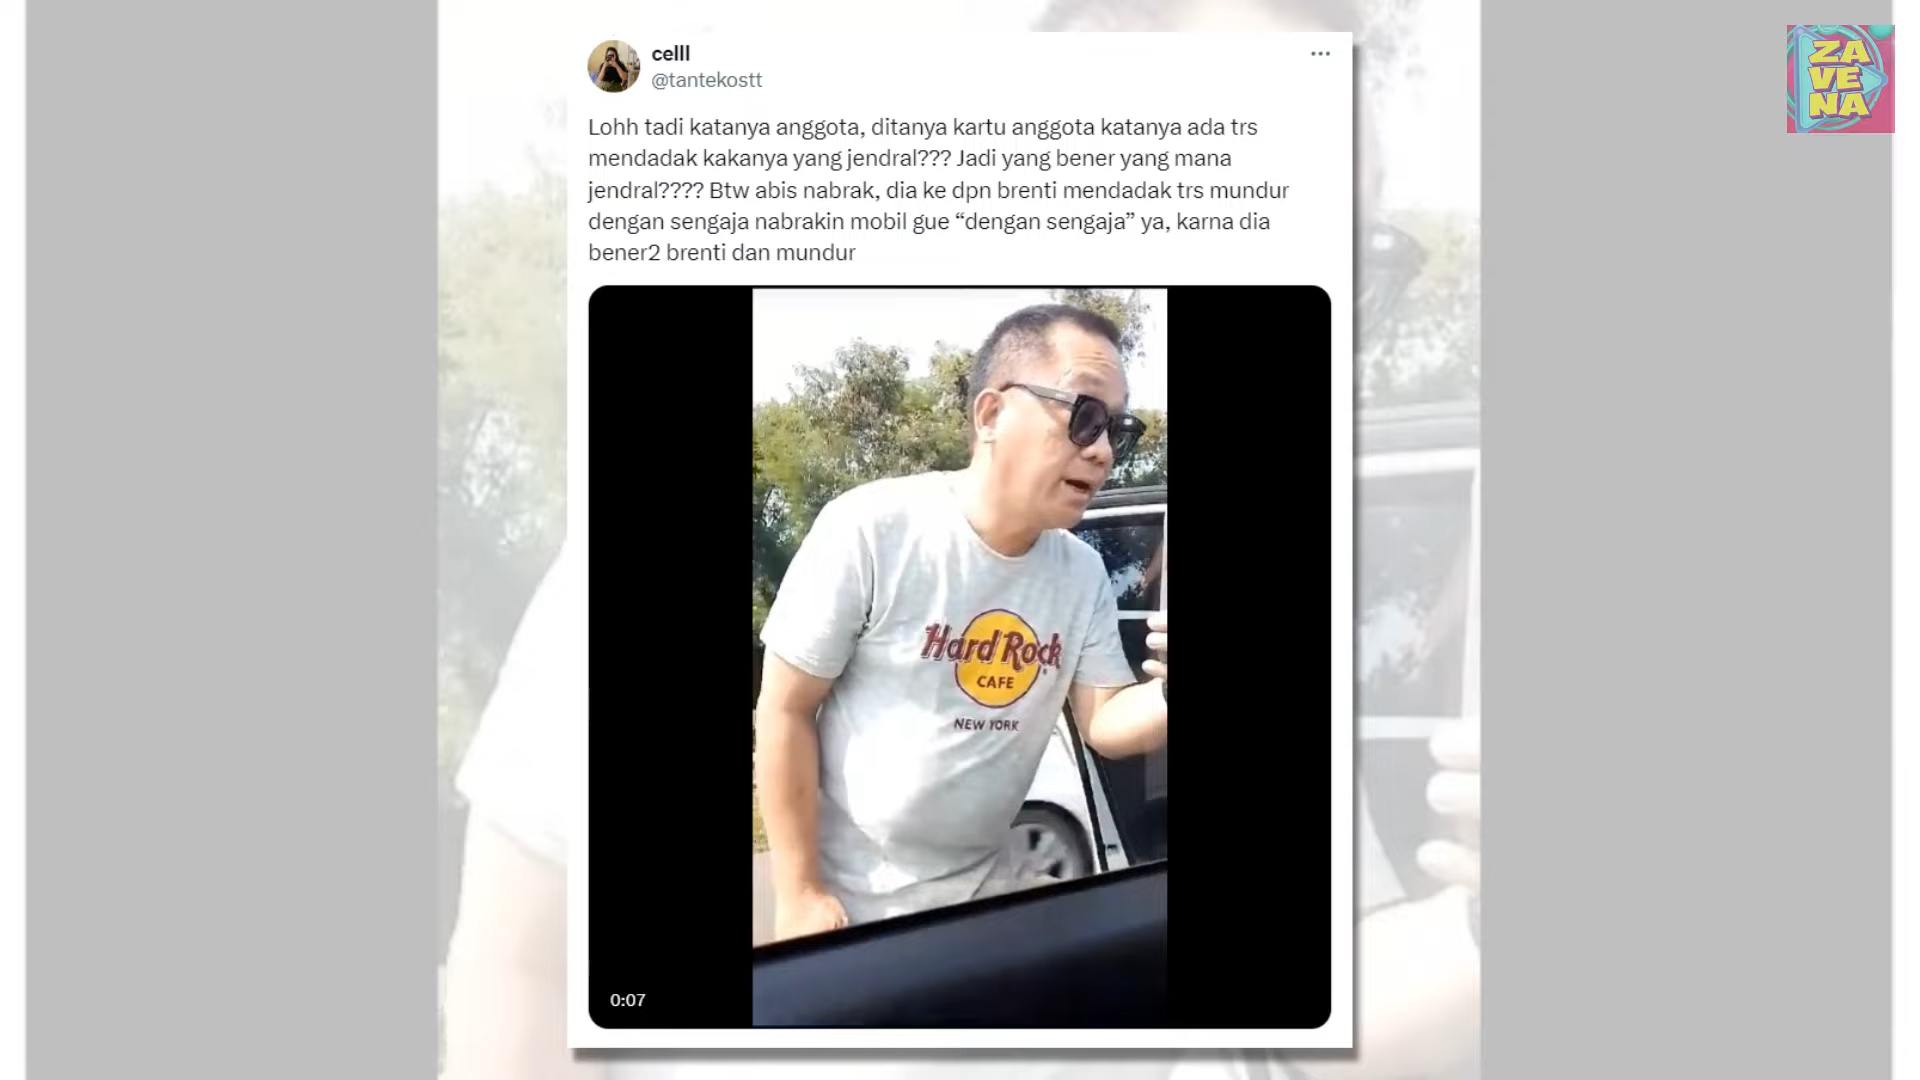 ZA
VE
NA
celll
@tantekostt
Lohh tadi katanya anggota, ditanya kartu anggota katanya ada trs
mendadak kakanya yang jendral??? Jadi yang bener yang mana
jendral???? Btw abis nabrak, dia ke dpn brenti mendadak trs mundur
dengan sengaja nabrakin mobil gue “dengan sengaja” ya, karna dia
bener2 brenti dan mundur
Hard Rock
CAFE
NEW YORK
0:07